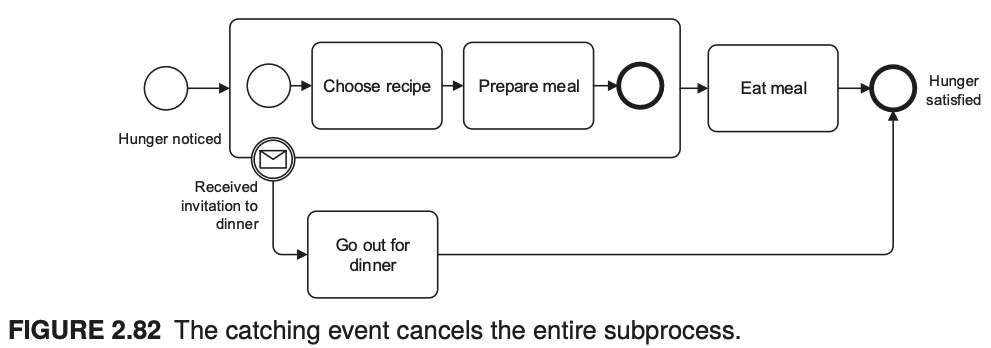 Choose recipe
Prepare meal
Eat meal
Hunger
satisfied
Hunger noticed
Received
invitation to
dinner
Go out for
dinner
FIGURE 2.82 The catching event cancels the entire subprocess.